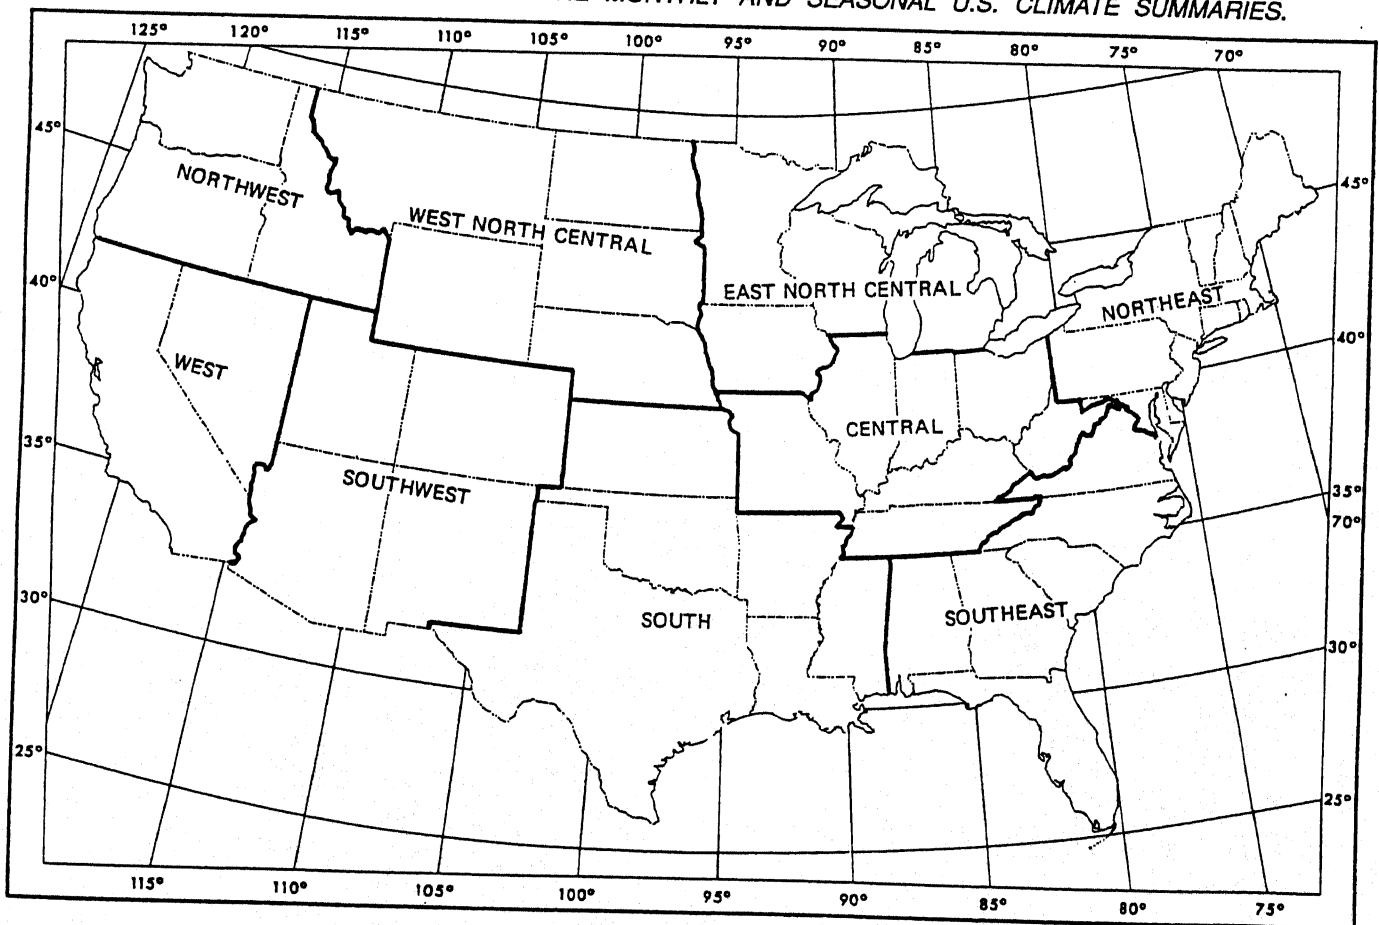 MONTHLY AND SEASONAL U.S. CLIMATE SUMMARIES.
125° 120° 115° 110° 105° 100° 95° 90° 85° 80° 75° 70°
45°
45°
NORTHWEST
WEST NORTH CENTRAL
EAST NORTH CENTRAL
NORTHEAST
40°
40°
WEST
CENTRAL
35°
SOUTHWEST
35°
70°
30°
SOUTH
SOUTHEAST
30°
25°
25°
115° 110° 105° 100° 95° 90° 85° 80° 75°